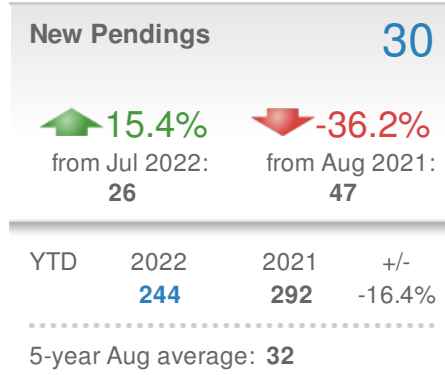 New Pendings 30
15.4% -36.2%
from Jul 2022: from Aug 2021:
26 47
YTD 2022 2021 +/-
244 292 -16.4%
5-year Aug average: 32